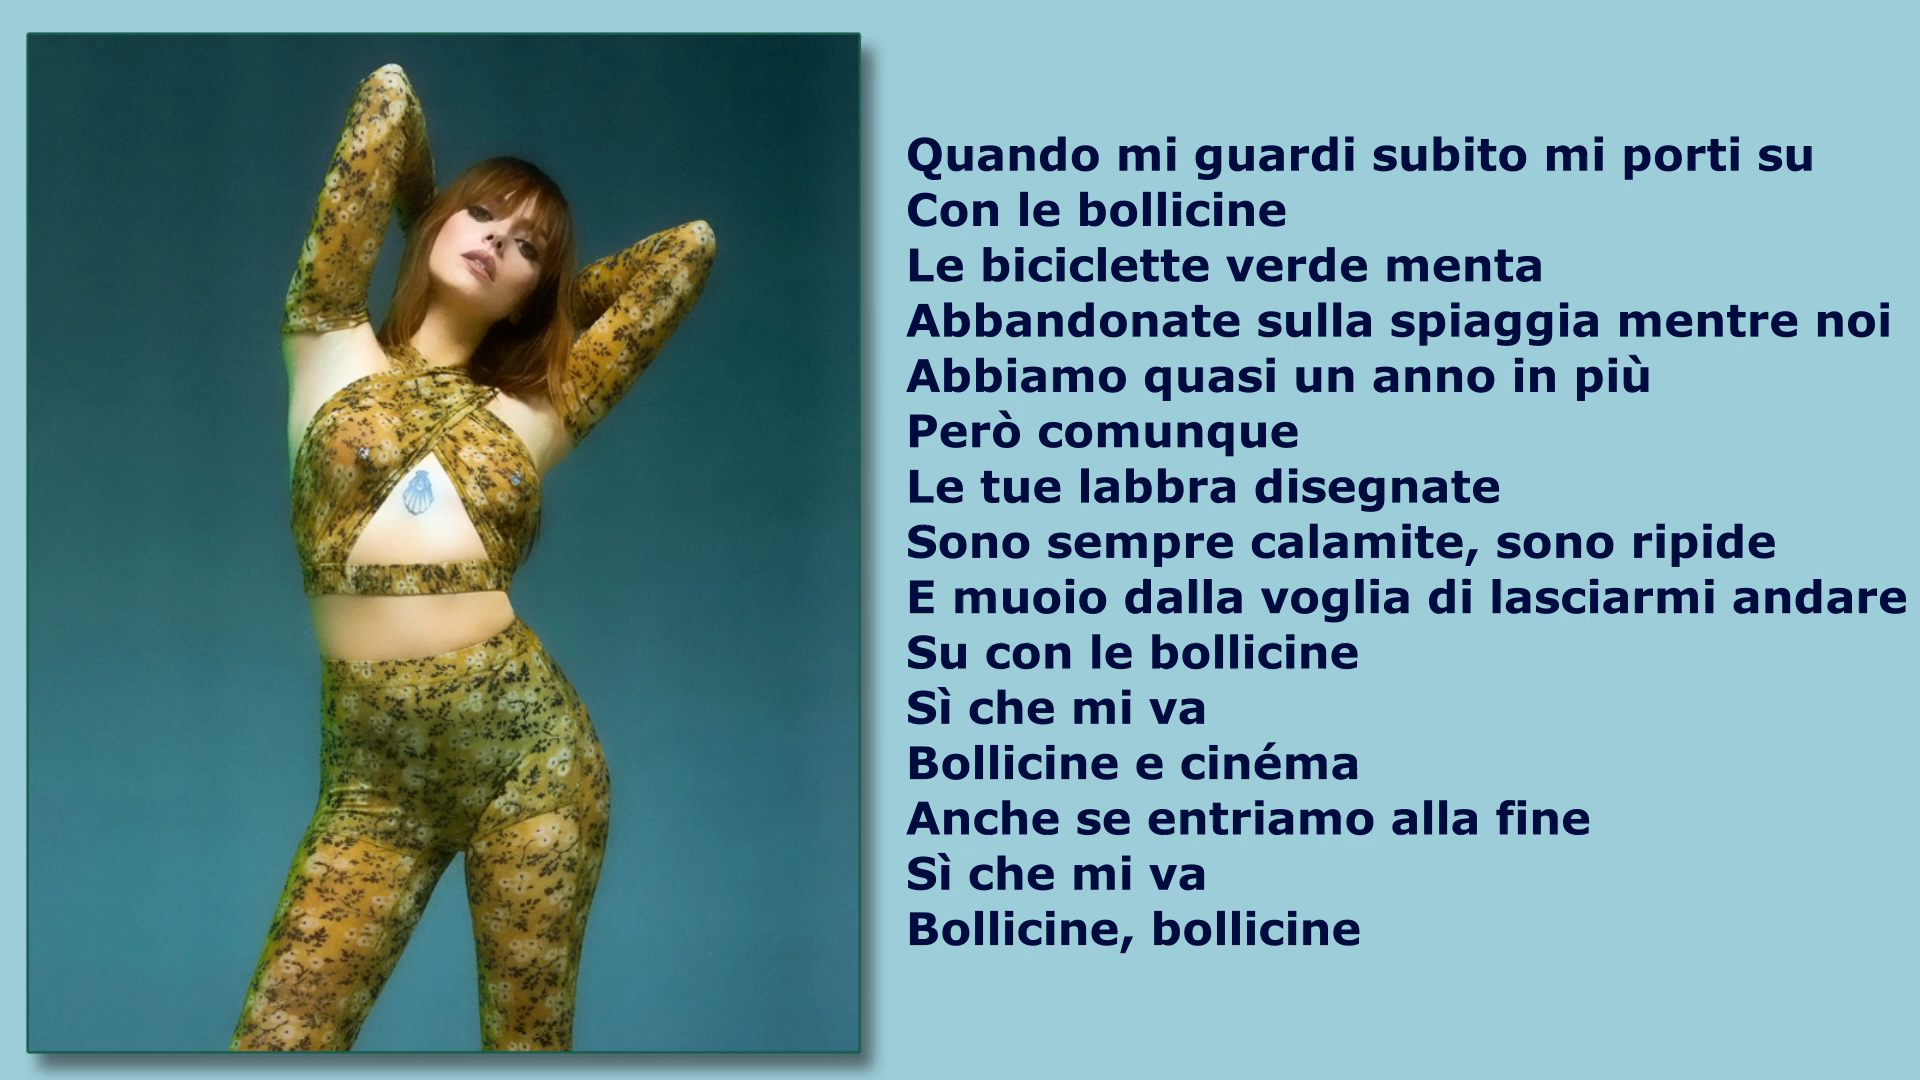 Quando mi guardi subito mi porti su
Con le bollicine
Le biciclette verde menta
Abbandonate sulla spiaggia mentre noi
Abbiamo quasi un anno in più
Però comunque
Le tue labbra disegnate
Sono sempre calamite, sono ripide
E muoio dalla voglia di lasciarmi andare
Su con le bollicine
Sì che mi va
Bollicine e cinéma
Anche se entriamo alla fine
Sì che mi va
Bollicine, bollicine